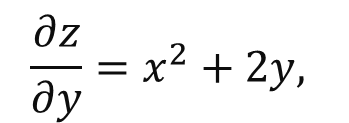 ∂z/∂y = x² + 2y,